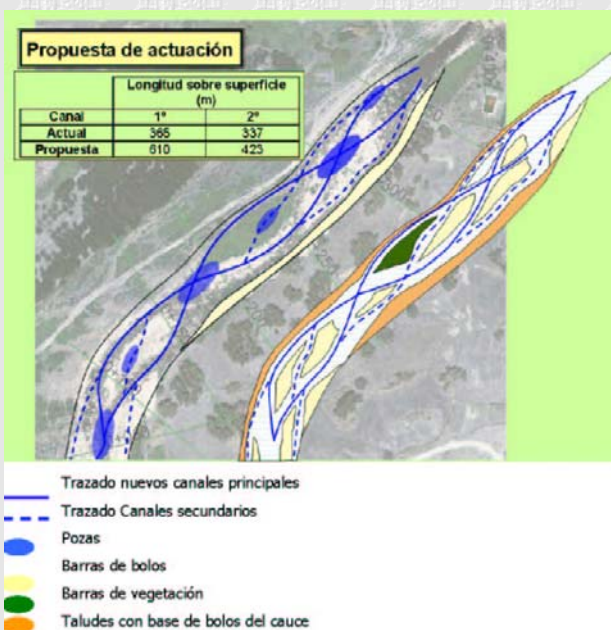 Propuesta de actuación
Longitud sobre superficie
(m)
Canal 1º 2º
Actual 365 337
Propuesta 610 423
Trazado nuevos canales principales
Trazado Canales secundarios
Pozas
Barras de bolos
Barras de vegetación
Taludes con base de bolos del cauce